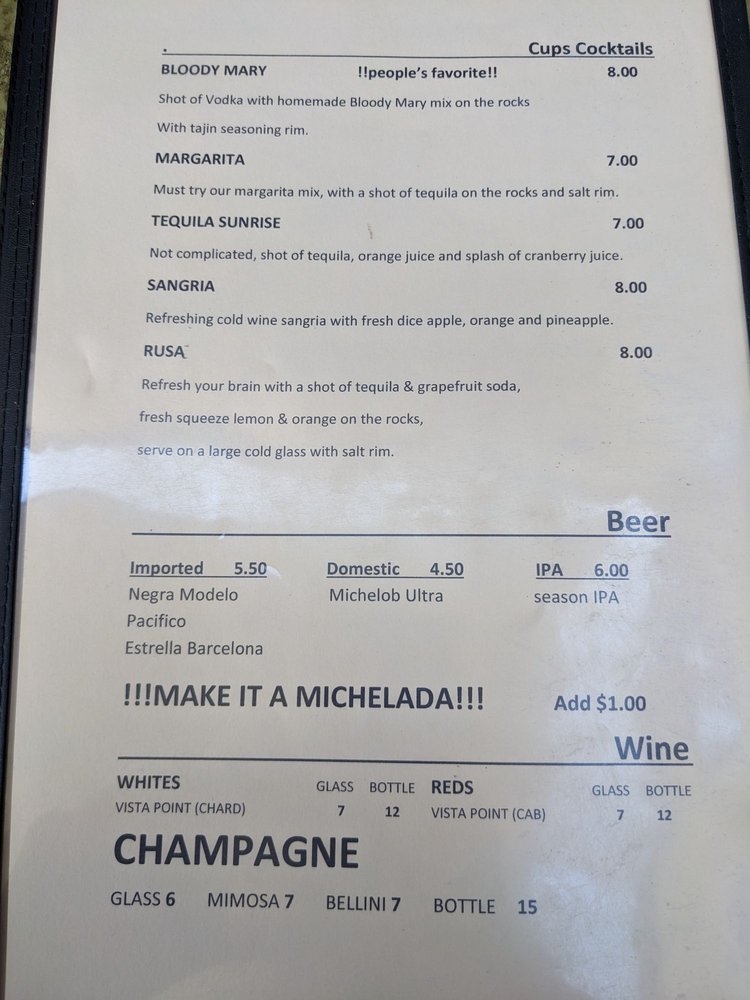 Cups Cocktails
BLOODY MARY !!people's favorite!! 8.00
Shot of Vodka with homemade Bloody Mary mix on the rocks
With tajin seasoning rim.
MARGARITA 7.00
Must try our margarita mix, with a shot of tequila on the rocks and salt rim.
TEQUILA SUNRISE 7.00
Not complicated, shot of tequila, orange juice and splash of cranberry juice.
SANGRIA 8.00
Refreshing cold wine sangria with fresh dice apple, orange and pineapple.
RUSA 8.00
Refresh your brain with a shot of tequila & grapefruit soda,
fresh squeeze lemon & orange on the rocks,
serve on a large cold glass with salt rim.
Beer
Imported 5.50 Domestic 4.50 IPA 6.00
Negra Modelo Michelob Ultra season IPA
Pacifico
Estrella Barcelona
!!!MAKE IT A MICHELADA!!! Add $1.00
Wine
WHITES GLASS BOTTLE REDS GLASS BOTTLE
VISTA POINT (CHARD) 7 12 VISTA POINT (CAB) 7 12
CHAMPAGNE
GLASS 6 MIMOSA 7 BELLINI 7 BOTTLE 15